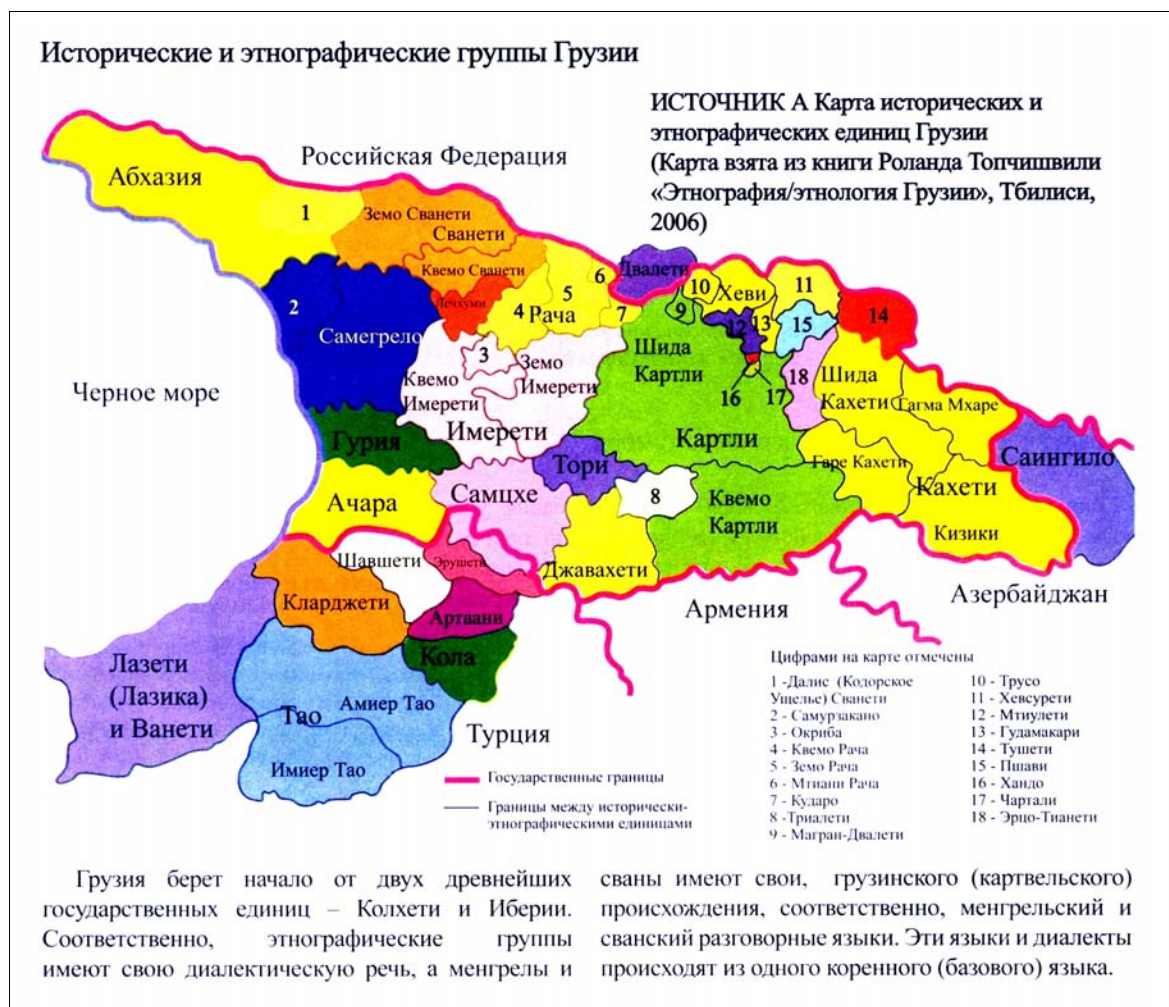 Исторические и этнографические группы Грузии
ИСТОЧНИК А Карта исторических и
этнографических единиц Грузии
(Карта взята из книги Роланда Топчишвили
«Этнография/этнология Грузии», Тбилиси,
2006)
Российская Федерация
Абхазия
1
Земо Сванети
Сванети
Квемо Сванети
Лечхуми
2
Самегрело
4
5
Рача
6
7
Двалети
9
10
Хеви
11
12
13
15
14
3
Квемо
Имерети
Земо
Имерети
Имерети
Шида
Картли
16
17
18
Шида
Кахети
Гагма Мхаре
Черное море
Гурия
Картли
Гаре Кахети
Саингило
Тори
Самцхе
8
Квемо
Картли
Кахети
Кизики
Ачара
Джавахети
Шавшети
Эрушети
Кларджети
Артаани
Кола
Армения
Азербайджан
Лазети
(Лазика)
и Ванети
Тао
Амиер Тао
Имиер Тао
Турция
Государственные границы
Границы между исторически-
этнографическими единицами
Цифрами на карте отмечены
1 -Далис (Кодорское
Ущелье) Сванети
2 - Самурзакано
3 - Окриба
4 - Квемо Рача
5 - Земо Рача
6 - Мтиани Рача
7 - Кударо
8 -Триалети
9 - Магран-Двалети
10 - Трусо
11 - Хевсурети
12 - Мтиулети
13 - Гудамакари
14 - Тушети
15 - Пшави
16 - Хандо
17 - Чартали
18 - Эрцо-Тианети
Грузия берет начало от двух древнейших
государственных единиц – Колхети и Иберии.
Соответственно, этнографические группы
имеют свою диалектическую речь, а менгрелы и
сваны имеют свои, грузинского (картвельского)
происхождения, соответственно, менгрельский и
сванский разговорные языки. Эти языки и диалекты
происходят из одного коренного (базового) языка.